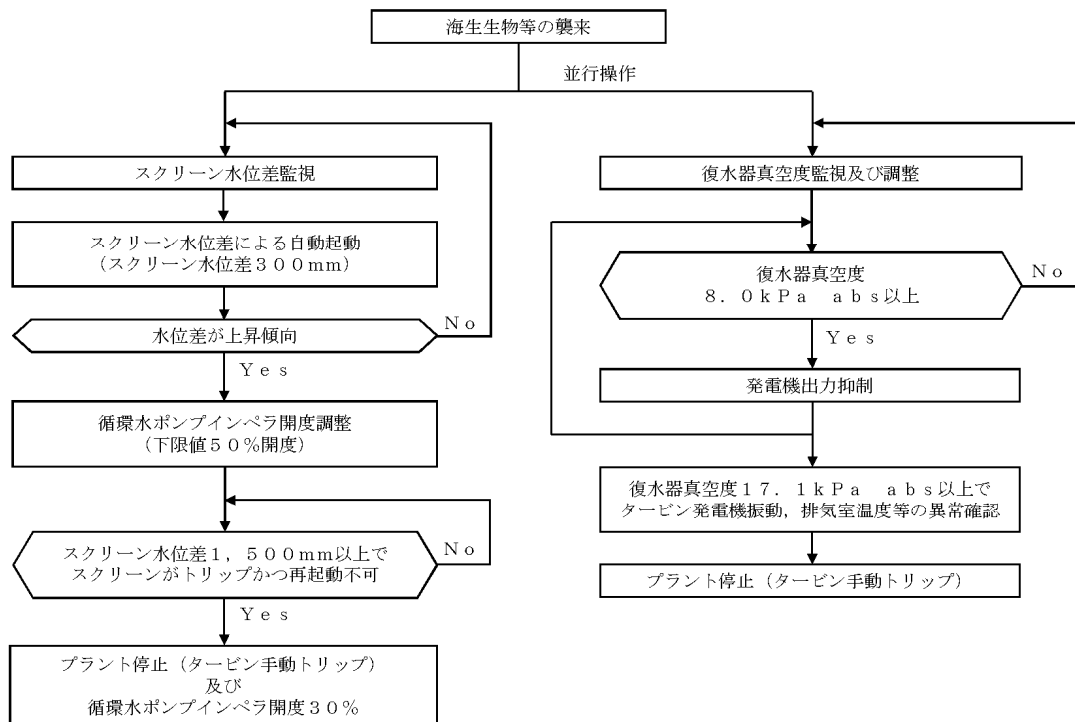 海生生物等の襲来
並行操作
スクリーン水位差監視
スクリーン水位差による自動起動
（スクリーン水位差３００ｍｍ）
水位差が上昇傾向
Ｎｏ
Ｙｅｓ
循環水ポンプインペラ開度調整
（下限値５０％開度）
スクリーン水位差１，５００ｍｍ以上で
スクリーンがトリップかつ再起動不可
Ｎｏ
Ｙｅｓ
プラント停止（タービン手動トリップ）
及び
循環水ポンプインペラ開度３０％
復水器真空度監視及び調整
復水器真空度
８．０ｋＰａ　ａｂｓ以上
Ｎｏ
Ｙｅｓ
発電機出力抑制
復水器真空度１７．１ｋＰａ　ａｂｓ以上で
タービン発電機振動，排気室温度等の異常確認
プラント停止（タービン手動トリップ）